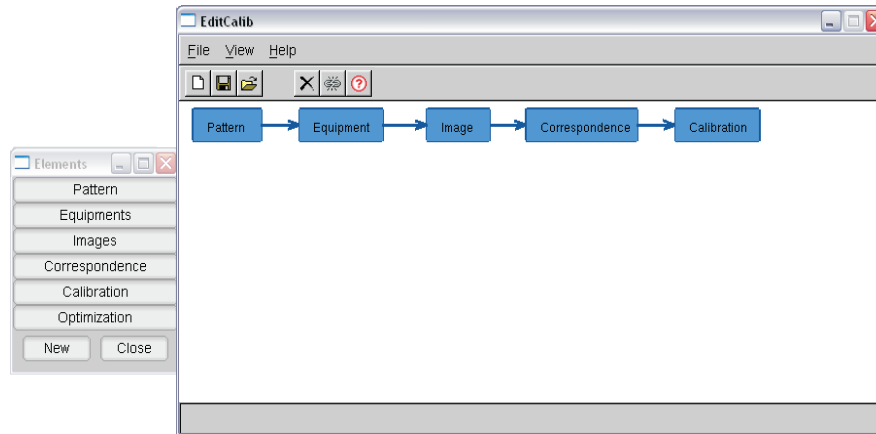 EditCalib
File View Help
Pattern Equipment Image Correspondence Calibration
Elements
Pattern
Equipments
Images
Correspondence
Calibration
Optimization
New Close